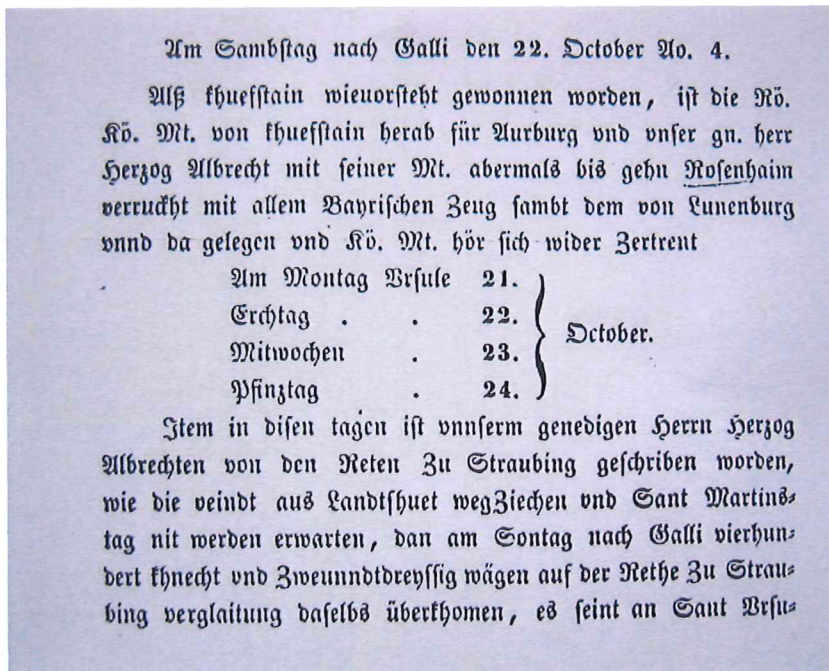 Am Sambstag nach Galli den 22. October Ao. 4.
Alß khuefstain wieuorsteht gewonnen worden, ist die Rö.
Kö. Mt. von khuefstain herab für Aurburg vnd vnser gn. herr
Herzog Albrecht mit seiner Mt. abermals bis gehn Rosenhaim
verruckht mit allem Bayrischen Zeug sambt dem von Lunenburg
vnnd da gelegen vnd Kö. Mt. hör sich wider Zertrent
Am Montag Vrsule 21.
Erchtag . . 22.
Mitwochen . 23.
Pfinztag . 24.
October.
Item in disen tagen ist vnnserm genedigen Herrn Herzog
Albrechten von den Reten Zu Straubing geschriben worden,
wie die veindt aus Landtshuet wegZiechen vnd Sant Martins-
tag nit werden erwarten, dan am Sontag nach Galli vierhun-
dert khnecht vnd Zweunndtdreyssig wägen auf der Rethe Zu Strau-
bing verglaitung daselbs überkhomen, es seint an Sant Vrsu-